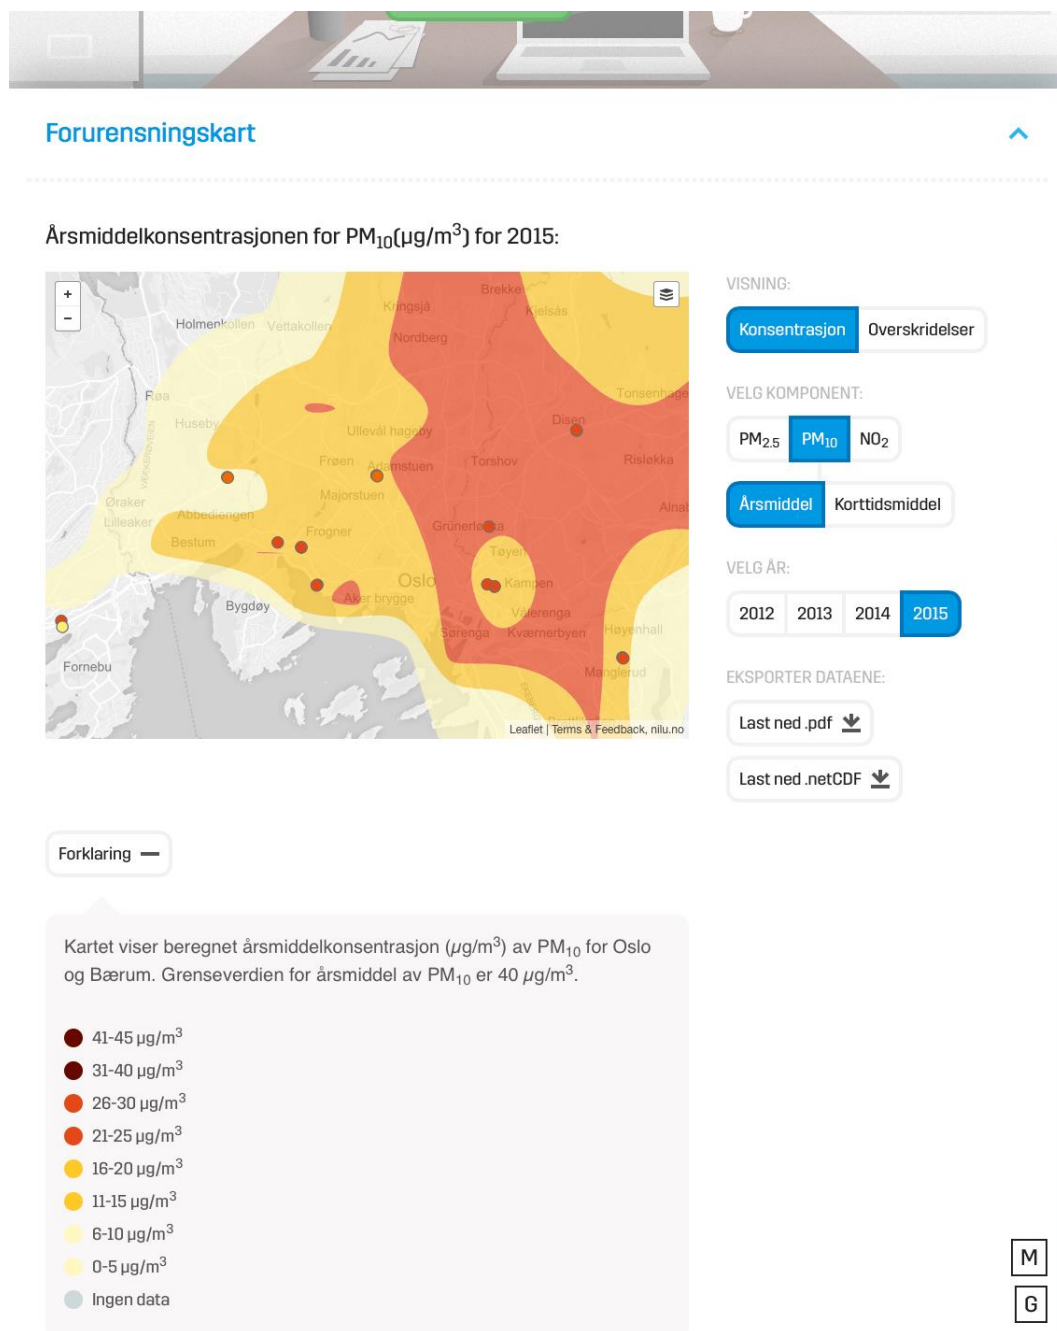 Forurensningskart
Årsmiddelkonsentrasjonen for PM10(µg/m3) for 2015:
+
−
Holmenkollen
Vettakollen
Kringsjå
Brekke
Kjelsås
Nordberg
Røa
Huseby
Ullevål hageby
Tonsenhage
Disen
Frøen
Adamstuen
Torshov
Risløkka
Majorstuen
Øraker
Lilleaker
Abbediengen
Frogner
Grünerløkka
Alnab
Bestum
Tøyen
Oslo
Kampen
Bygdøy
Aker brygge
Vålerenga
Sørenga
Kværnerbyen
Høyenhall
Fornebu
Manglerud
Leaflet | Terms & Feedback, nilu.no
VISNING:
Konsentrasjon
Overskridelser
VELG KOMPONENT:
PM2.5
PM10
NO2
Årsmiddel
Korttidsmiddel
VELG ÅR:
2012
2013
2014
2015
EKSPORTER DATAENE:
Last ned .pdf
Last ned .netCDF
Forklaring —
Kartet viser beregnet årsmiddelkonsentrasjon (µg/m3) av PM10 for Oslo
og Bærum. Grenseverdien for årsmiddel av PM10 er 40 µg/m3.
41-45 µg/m3
31-40 µg/m3
26-30 µg/m3
21-25 µg/m3
16-20 µg/m3
11-15 µg/m3
6-10 µg/m3
0-5 µg/m3
Ingen data
M
G